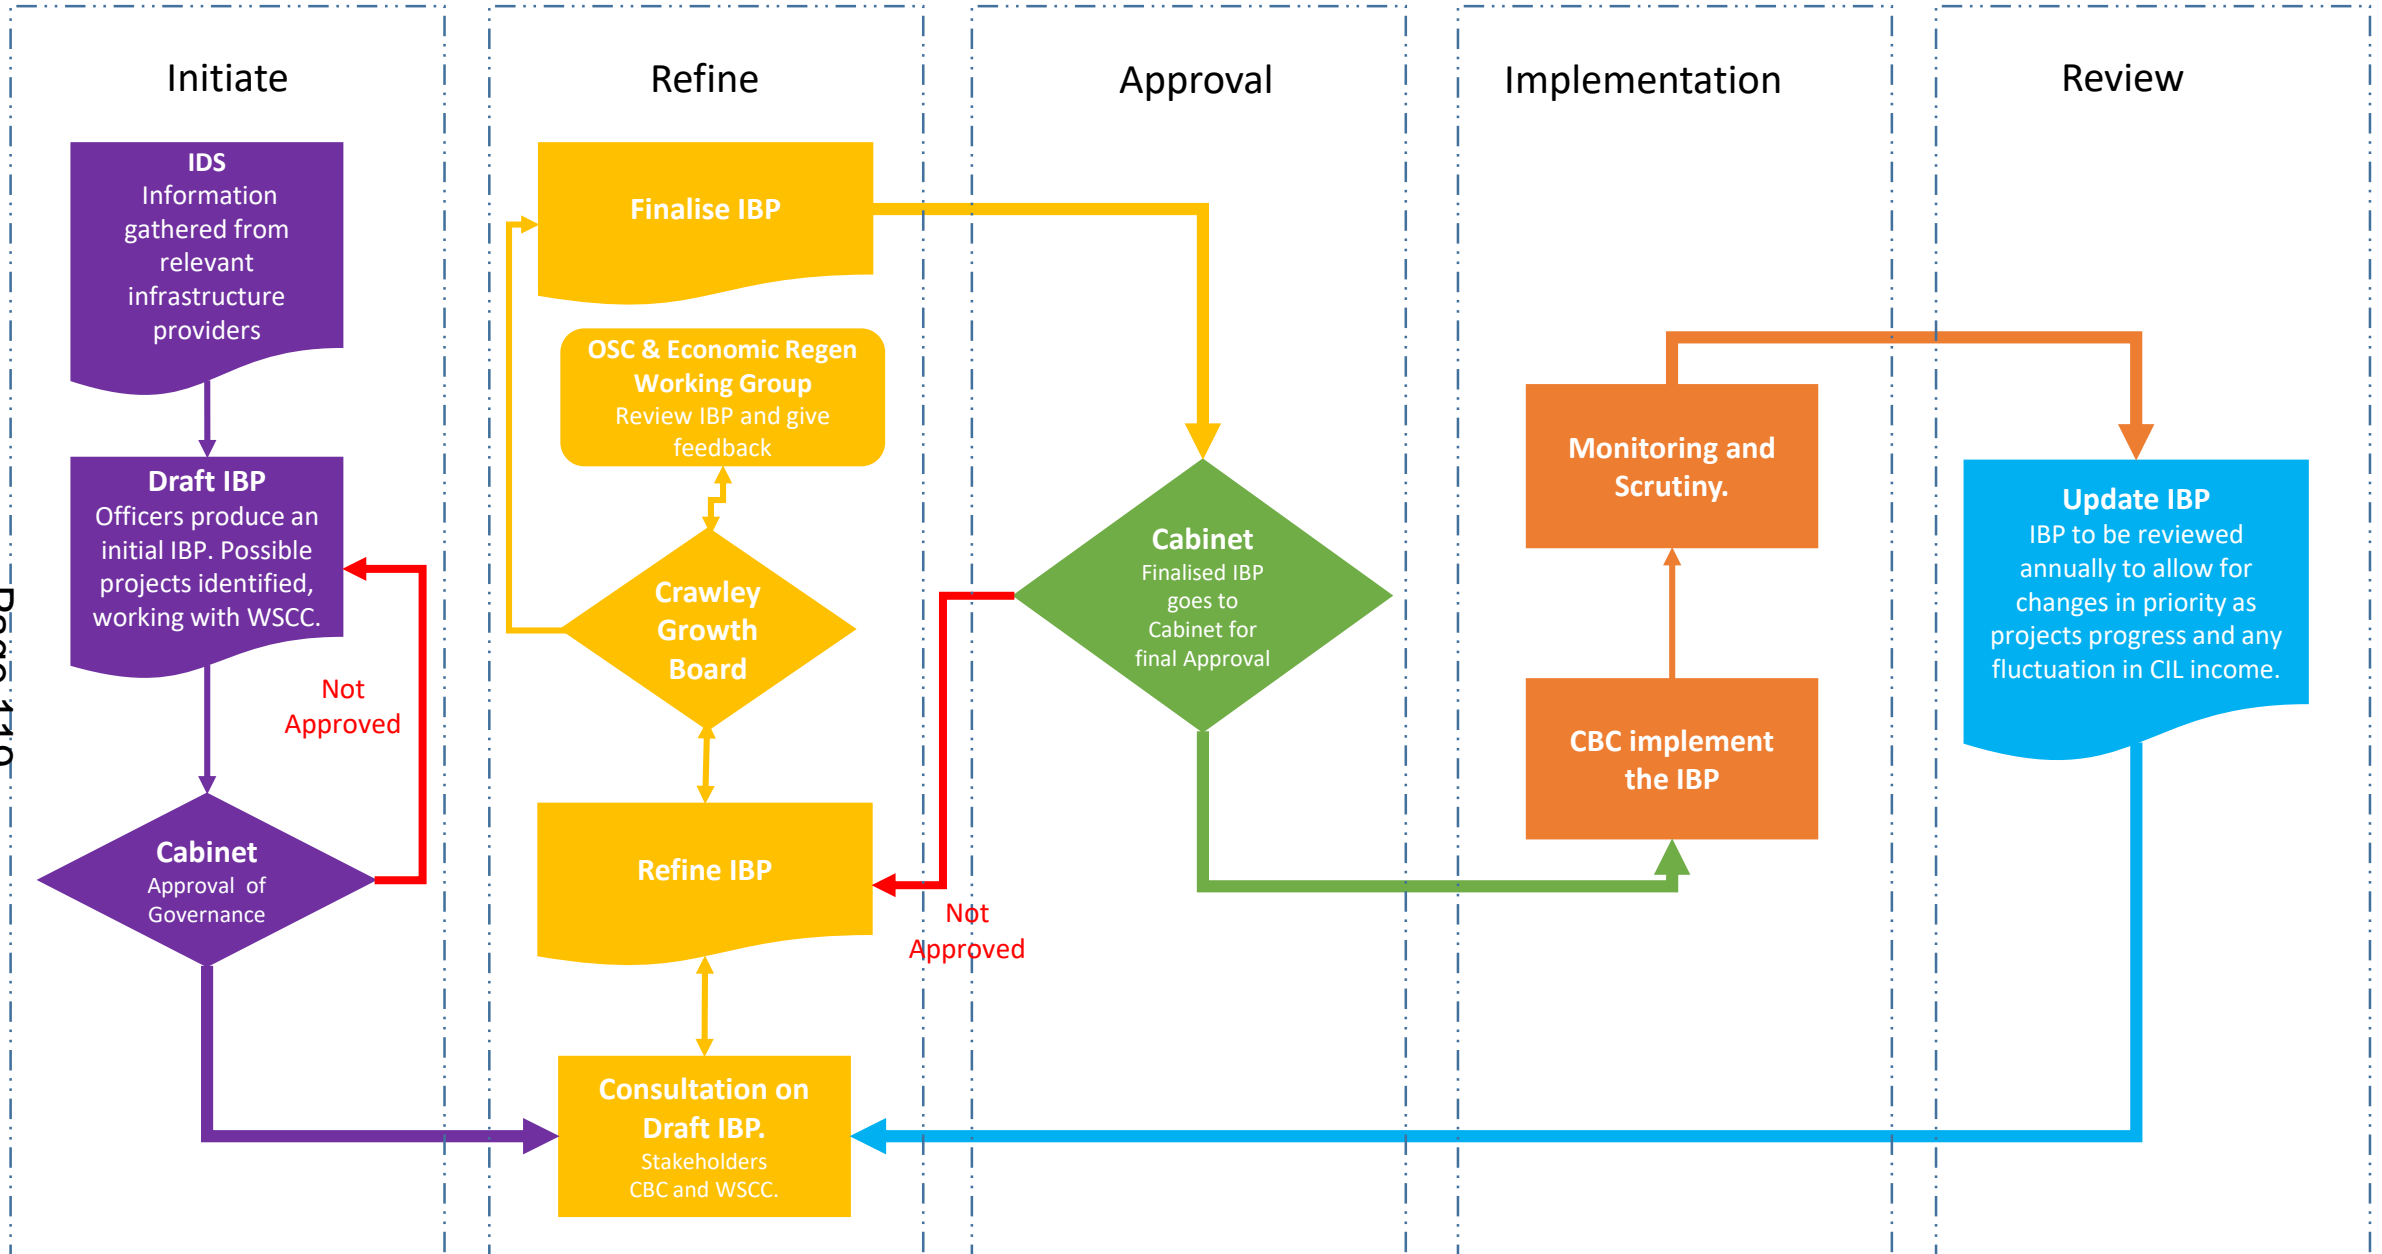 Initiate
IDS
Information
gathered from
relevant
infrastructure
providers
Draft IBP
Officers produce an
initial IBP. Possible
projects identified,
working with WSCC.
Not
Approved
Cabinet
Approval of
Governance
Refine
Finalise IBP
OSC & Economic Regen
Working Group
Review IBP and give
feedback
Crawley
Growth
Board
Refine IBP
Consultation on
Draft IBP.
Stakeholders
CBC and WSCC.
Approval
Cabinet
Finalised IBP
goes to
Cabinet for
final Approval
Not
Approved
Implementation
Monitoring and
Scrutiny.
CBC implement
the IBP
Review
Update IBP
IBP to be reviewed
annually to allow for
changes in priority as
projects progress and any
fluctuation in CIL income.